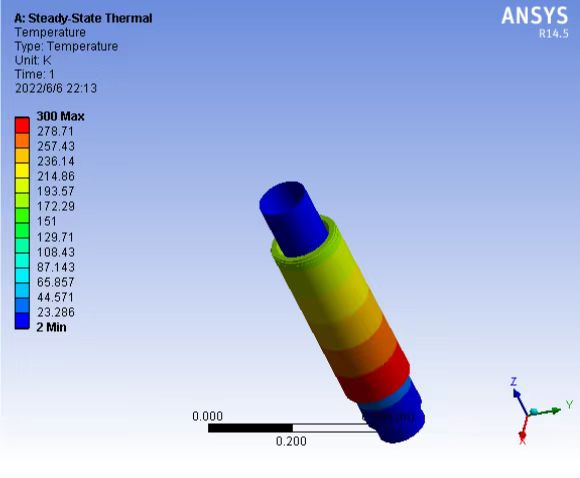 A: Steady-State Thermal
Temperature
Type: Temperature
Unit: K
Time: 1
2022/6/6 22:13
ANSYS
R14.5
300 Max
278.71
257.43
236.14
214.86
193.57
172.29
151
129.71
108.43
87.143
65.857
44.571
23.286
2 Min
0.000
0.200
Z
Y
X